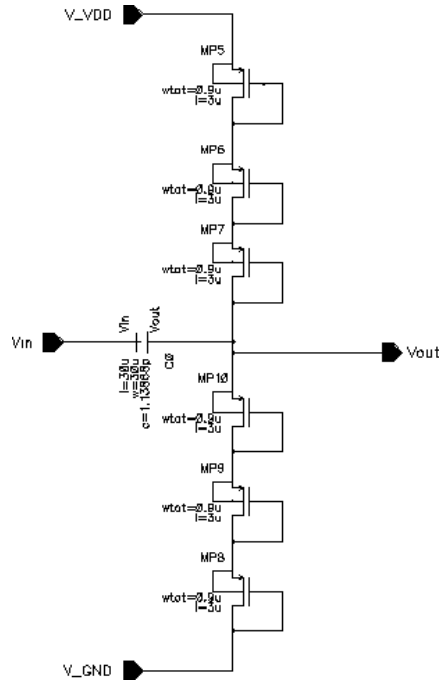 V_VDD
MP5
wtot=0.9u
l=3u
MP6
wtot=0.9u
l=3u
MP7
wtot=0.9u
l=3u
Vin
Vin
Vout
l=30u
w=30u
c=1.13868p
C0
Vout
MP10
wtot=0.9u
l=3u
MP9
wtot=0.9u
l=3u
MP8
wtot=0.9u
l=3u
V_GND